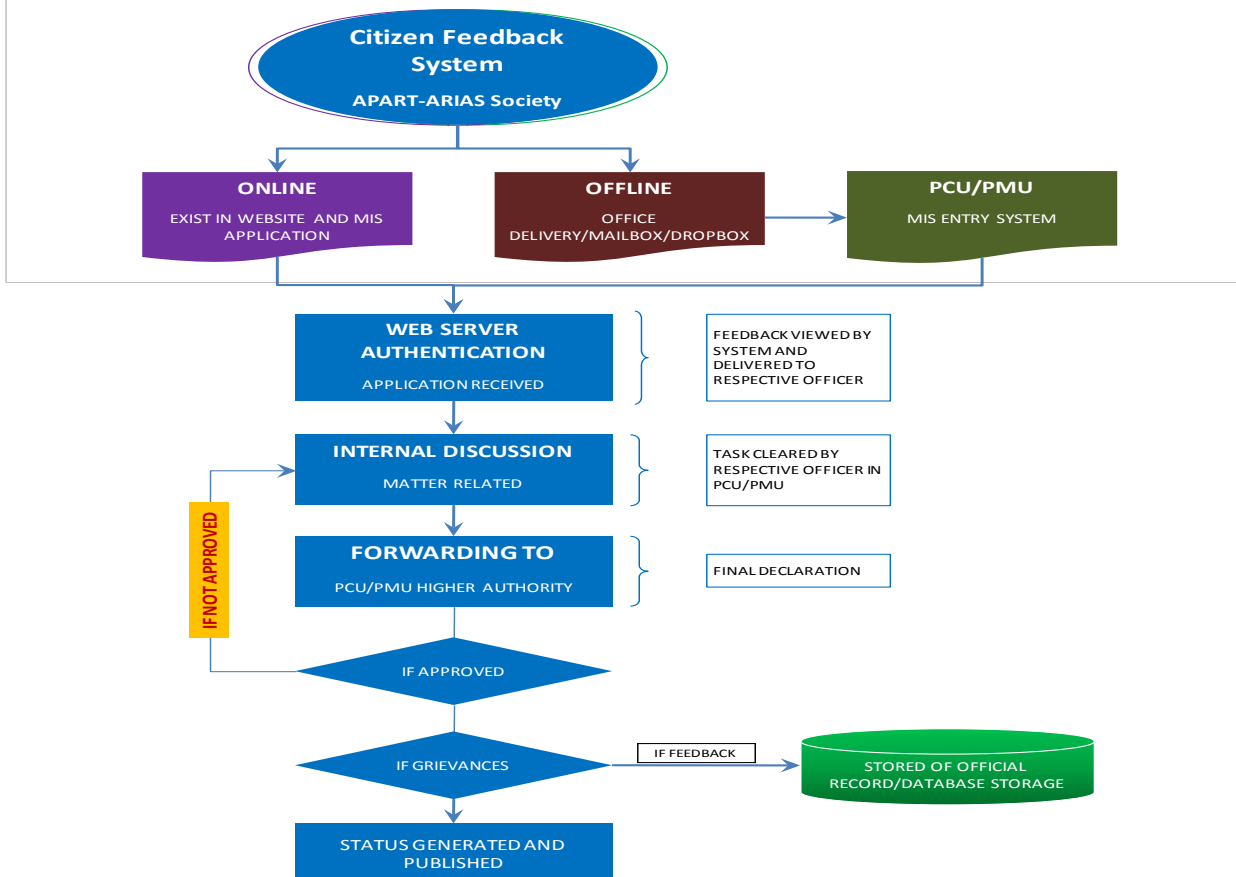 Citizen Feedback
System
APART-ARIAS Society
ONLINE
EXIST IN WEBSITE AND MIS
APPLICATION
OFFLINE
OFFICE
DELIVERY/MAILBOX/DROPBOX
PCU/PMU
MIS ENTRY SYSTEM
WEB SERVER
AUTHENTICATION
APPLICATION RECEIVED
FEEDBACK VIEWED BY
SYSTEM AND
DELIVERED TO
RESPECTIVE OFFICER
INTERNAL DISCUSSION
MATTER RELATED
TASK CLEARED BY
RESPECTIVE OFFICER IN
PCU/PMU
IF NOT APPROVED
FORWARDING TO
PCU/PMU HIGHER AUTHORITY
FINAL DECLARATION
IF APPROVED
IF GRIEVANCES
IF FEEDBACK
STORED OF OFFICIAL
RECORD/DATABASE STORAGE
STATUS GENERATED AND
PUBLISHED